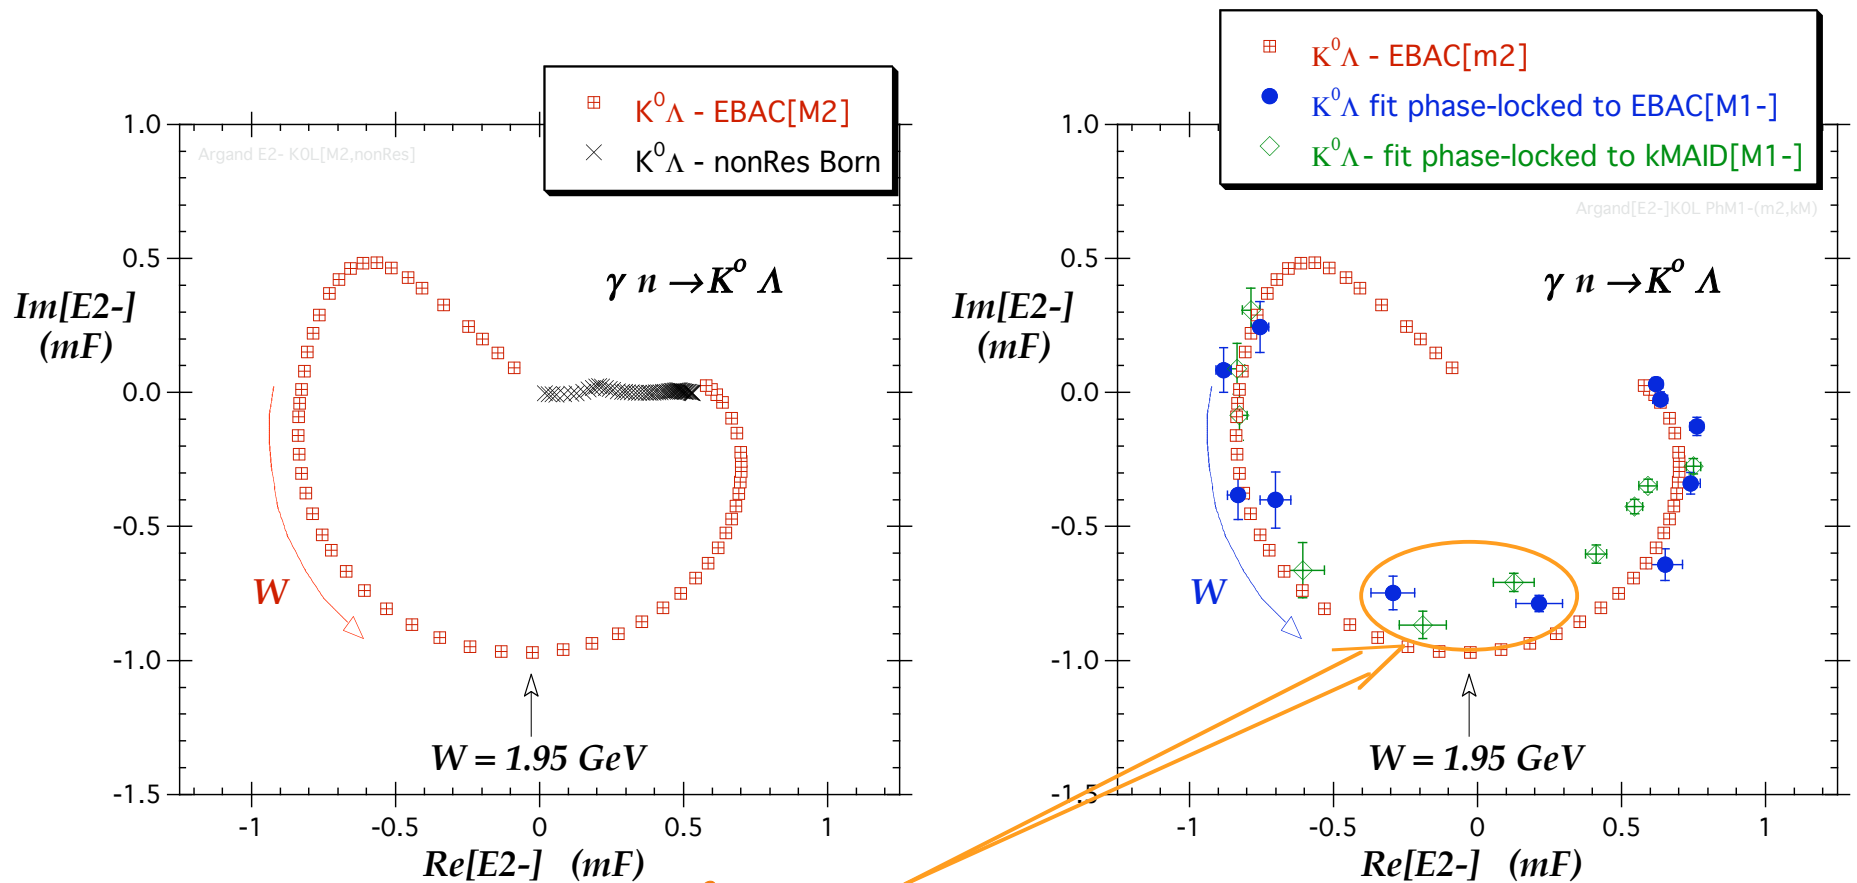 K⁰Λ - EBAC[M2]
K⁰Λ - nonRes Born
Argand E2- K0L[M2,nonRes]
γ n → K⁰ Λ
Im[E2-]
(mF)
1.0
0.5
0.0
-0.5
-1.0
-1.5
W
W = 1.95 GeV
-1
-0.5
0
0.5
1
Re[E2-] (mF)
K⁰Λ - EBAC[m2]
K⁰Λ fit phase-locked to EBAC[M1-]
K⁰Λ- fit phase-locked to kMAID[M1-]
Argand[E2-]K0L PhM1-(m2,kM)
γ n → K⁰ Λ
Im[E2-]
(mF)
1.0
0.5
0.0
-0.5
-1.0
-1.5
W
W = 1.95 GeV
-1
-0.5
0
0.5
1
Re[E2-] (mF)